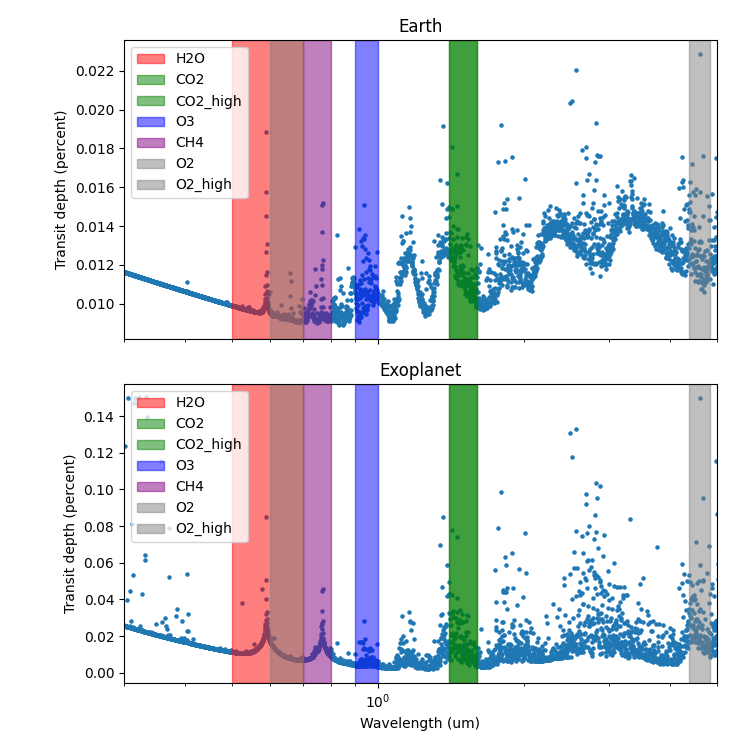 Earth
Transit depth (percent)
0.022
0.020
0.018
0.016
0.014
0.012
0.010
H2O
CO2
CO2_high
O3
CH4
O2
O2_high
Exoplanet
Transit depth (percent)
0.14
0.12
0.10
0.08
0.06
0.04
0.02
0.00
H2O
CO2
CO2_high
O3
CH4
O2
O2_high
10⁰
Wavelength (um)